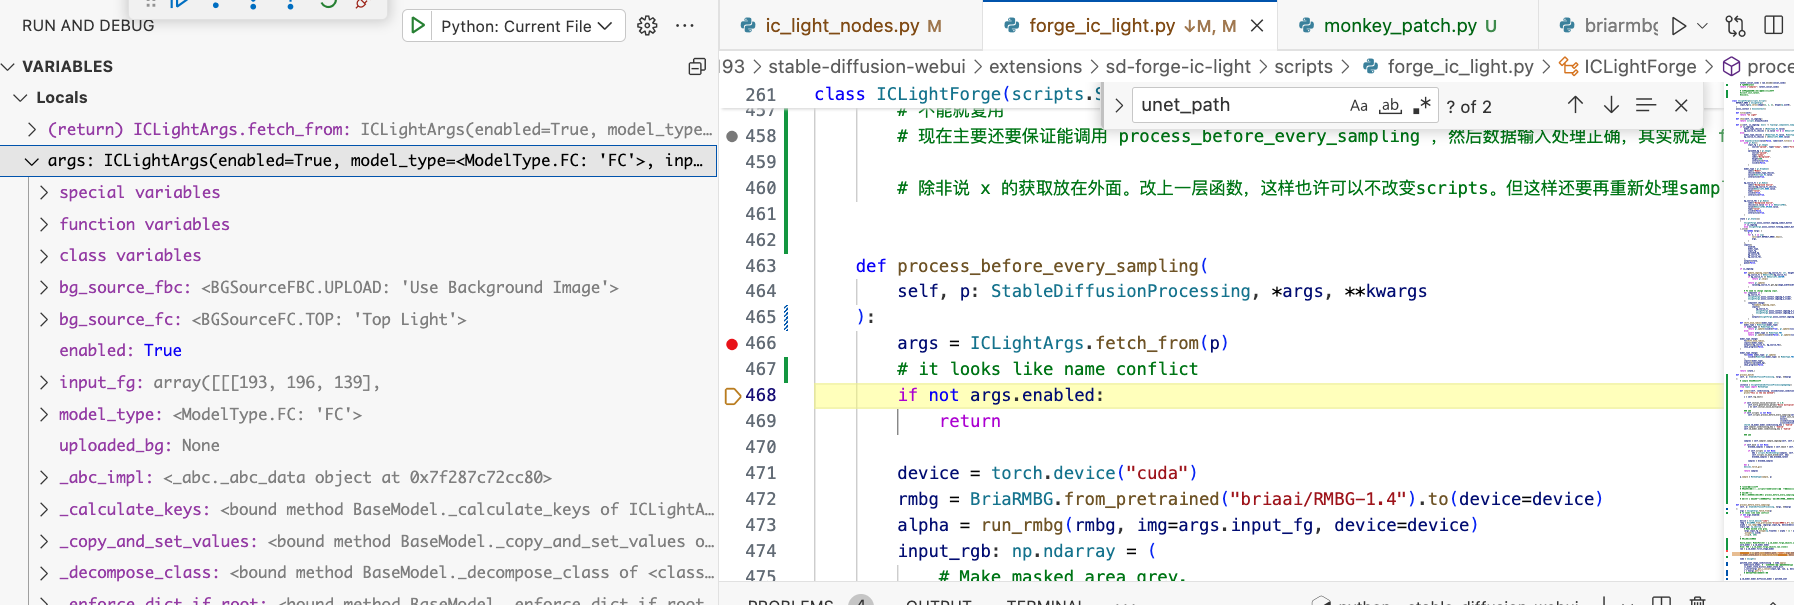 RUN AND DEBUG
Python: Current File
VARIABLES
Locals
(return) ICLightArgs.fetch_from: ICLightArgs(enabled=True, model_type…
args: ICLightArgs(enabled=True, model_type=<ModelType.FC: 'FC'>, inp…
special variables
function variables
class variables
bg_source_fbc: <BGSourceFBC.UPLOAD: 'Use Background Image'>
bg_source_fc: <BGSourceFC.TOP: 'Top Light'>
enabled: True
input_fg: array([[[193, 196, 139],
model_type: <ModelType.FC: 'FC'>
uploaded_bg: None
_abc_impl: <_abc._abc_data object at 0x7f287c72cc80>
_calculate_keys: <bound method BaseModel._calculate_keys of ICLightA…
_copy_and_set_values: <bound method BaseModel._copy_and_set_values o…
_decompose_class: <bound method BaseModel._decompose_class of <class…
_enforce_dict_if_root: <bound method BaseModel._enforce_dict_if_root
ic_light_nodes.py M
forge_ic_light.py ↓M, M
monkey_patch.py U
briarmbg
193 > stable-diffusion-webui > extensions > sd-forge-ic-light > scripts > forge_ic_light.py > ICLightForge > proce
261 class ICLightForge(scripts.S
unet_path
Aa ab .* ? of 2
457 # 不能就复用
458 # 现在主要还要保证能调用 process_before_every_sampling ，然后数据输入处理正确，其实就是 f
459
460 # 除非说 x 的获取放在外面。改上一层函数，这样也许可以不改变scripts。但这样还要再重新处理samp
461
462
463 def process_before_every_sampling(
464 self, p: StableDiffusionProcessing, *args, **kwargs
465 ):
466 args = ICLightArgs.fetch_from(p)
467 # it looks like name conflict
468 if not args.enabled:
469 return
470
471 device = torch.device("cuda")
472 rmbg = BriaRMBG.from_pretrained("briaai/RMBG-1.4").to(device=device)
473 alpha = run_rmbg(rmbg, img=args.input_fg, device=device)
474 input_rgb: np.ndarray = (
475 # Make masked area grey.
PROBLEMS 4 OUTPUT TERMINAL
python - stable-diffusion-webui